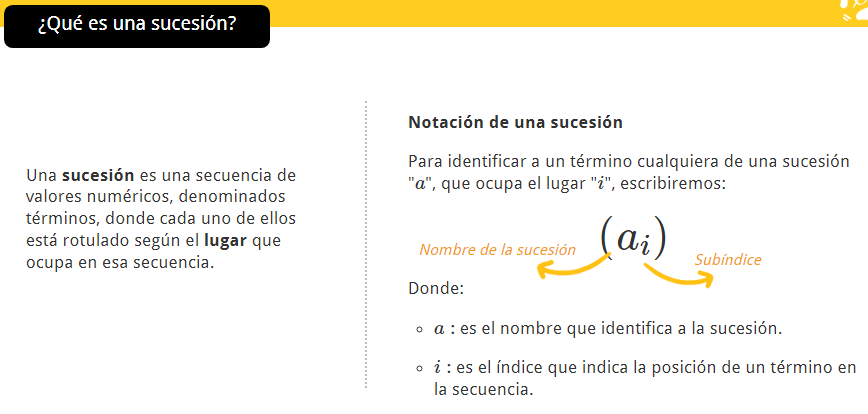 ¿Qué es una sucesión?
Una sucesión es una secuencia de
valores numéricos, denominados
términos, donde cada uno de ellos
está rotulado según el lugar que
ocupa en esa secuencia.
Notación de una sucesión
Para identificar a un término cualquiera de una sucesión
"a", que ocupa el lugar "i", escribiremos:
(aᵢ)
Nombre de la sucesión
Subíndice
Donde:
a : es el nombre que identifica a la sucesión.
i : es el índice que indica la posición de un término en
la secuencia.